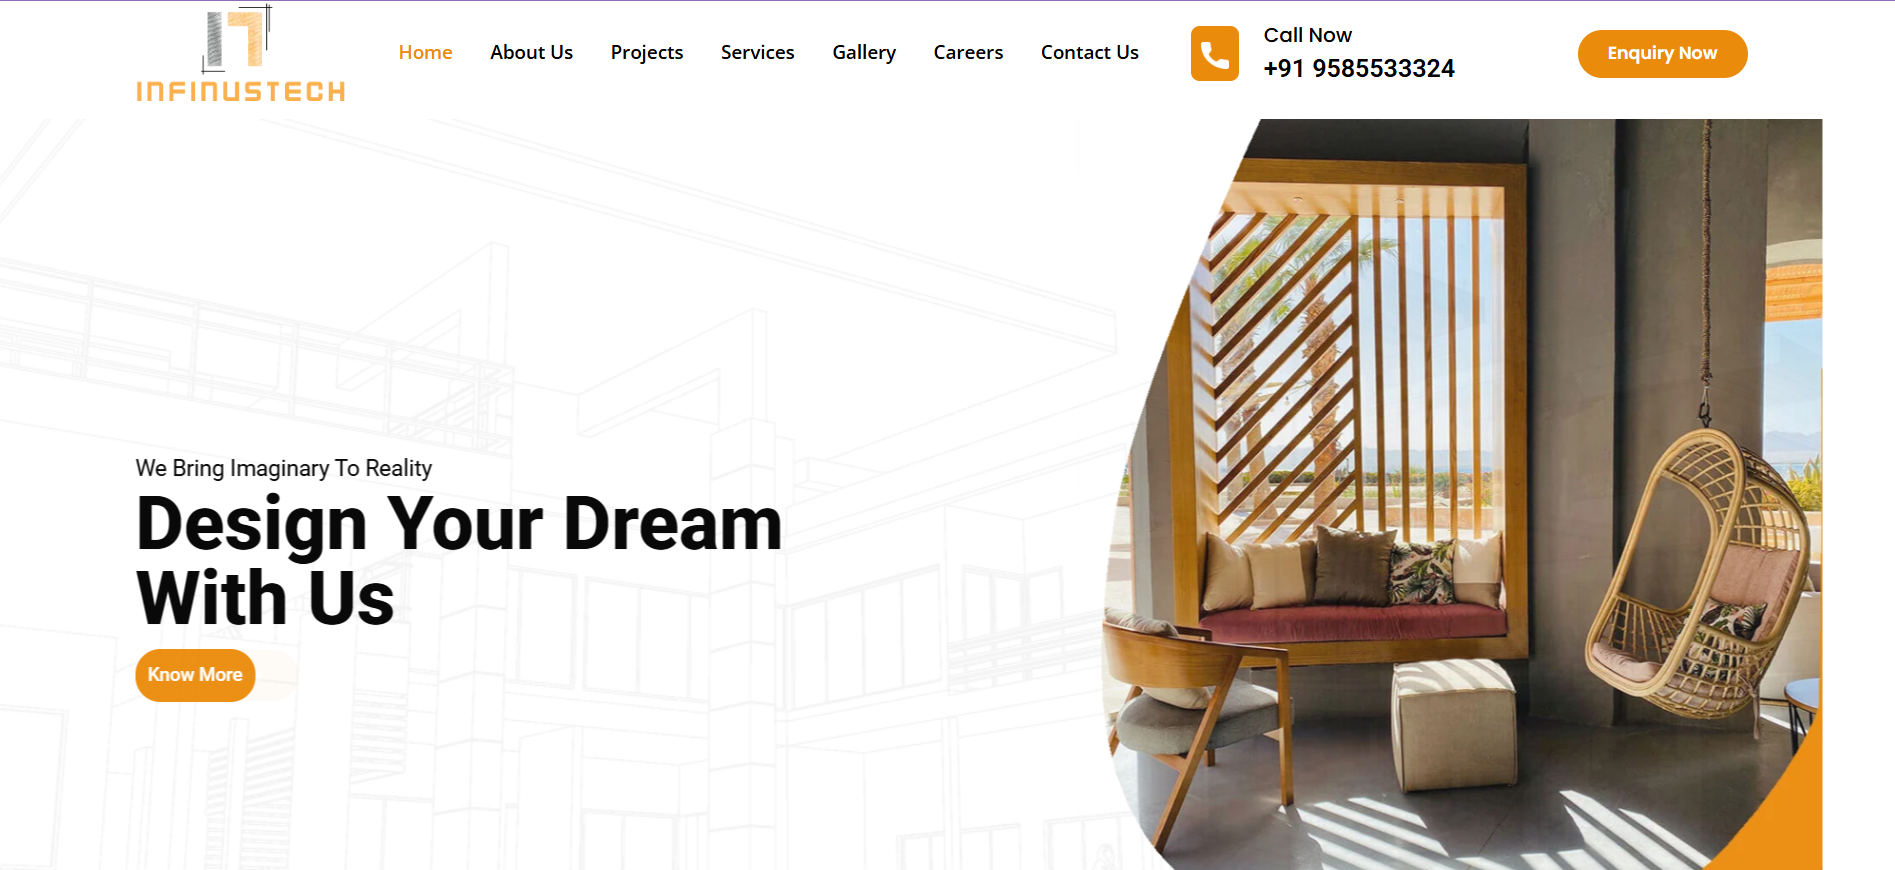 INFINUSTECH
Home
About Us
Projects
Services
Gallery
Careers
Contact Us
Call Now
+91 9585533324
Enquiry Now
We Bring Imaginary To Reality
Design Your Dream
With Us
Know More